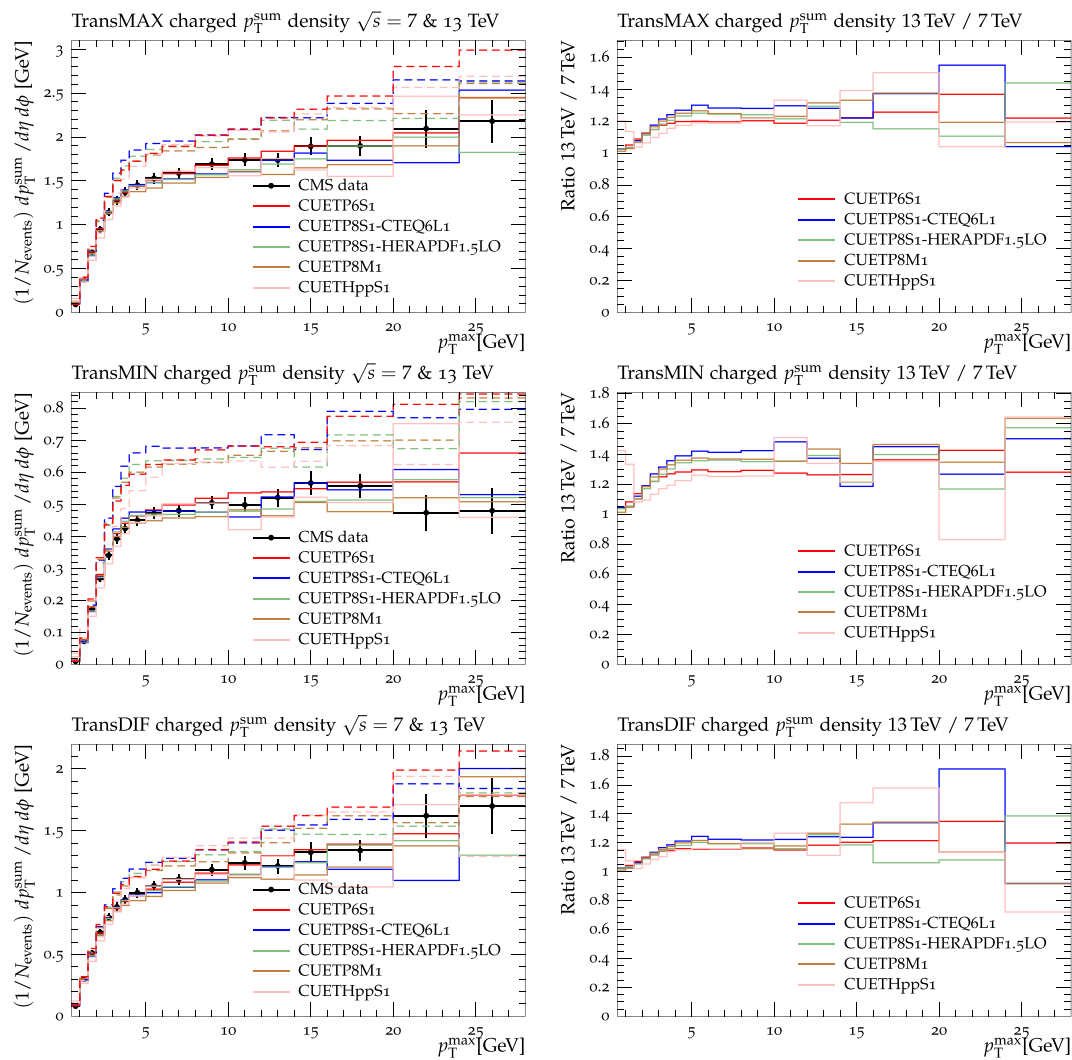 TransMAX charged p_T^sum density √s = 7 & 13 TeV
(1/N_events) dp_T^sum/dη dϕ [GeV]
3
2.5
2
1.5
1
0.5
0
CMS data
CUETP6S1
CUETP8S1-CTEQ6L1
CUETP8S1-HERAPDF1.5LO
CUETP8M1
CUETHppS1
5 10 15 20 25
p_T^max[GeV]
TransMAX charged p_T^sum density 13 TeV / 7 TeV
Ratio 13 TeV / 7 TeV
1.6
1.4
1.2
1
0.8
0.6
0.4
0.2
0
CUETP6S1
CUETP8S1-CTEQ6L1
CUETP8S1-HERAPDF1.5LO
CUETP8M1
CUETHppS1
5 10 15 20 25
p_T^max[GeV]
TransMIN charged p_T^sum density √s = 7 & 13 TeV
(1/N_events) dp_T^sum/dη dϕ [GeV]
0.8
0.7
0.6
0.5
0.4
0.3
0.2
0.1
0
CMS data
CUETP6S1
CUETP8S1-CTEQ6L1
CUETP8S1-HERAPDF1.5LO
CUETP8M1
CUETHppS1
5 10 15 20 25
p_T^max[GeV]
TransMIN charged p_T^sum density 13 TeV / 7 TeV
Ratio 13 TeV / 7 TeV
1.8
1.6
1.4
1.2
1
0.8
0.6
0.4
0.2
0
CUETP6S1
CUETP8S1-CTEQ6L1
CUETP8S1-HERAPDF1.5LO
CUETP8M1
CUETHppS1
5 10 15 20 25
p_T^max[GeV]
TransDIF charged p_T^sum density √s = 7 & 13 TeV
(1/N_events) dp_T^sum/dη dϕ [GeV]
2
1.5
1
0.5
0
CMS data
CUETP6S1
CUETP8S1-CTEQ6L1
CUETP8S1-HERAPDF1.5LO
CUETP8M1
CUETHppS1
5 10 15 20 25
p_T^max[GeV]
TransDIF charged p_T^sum density 13 TeV / 7 TeV
Ratio 13 TeV / 7 TeV
1.8
1.6
1.4
1.2
1
0.8
0.6
0.4
0.2
0
CUETP6S1
CUETP8S1-CTEQ6L1
CUETP8S1-HERAPDF1.5LO
CUETP8M1
CUETHppS1
5 10 15 20 25
p_T^max[GeV]